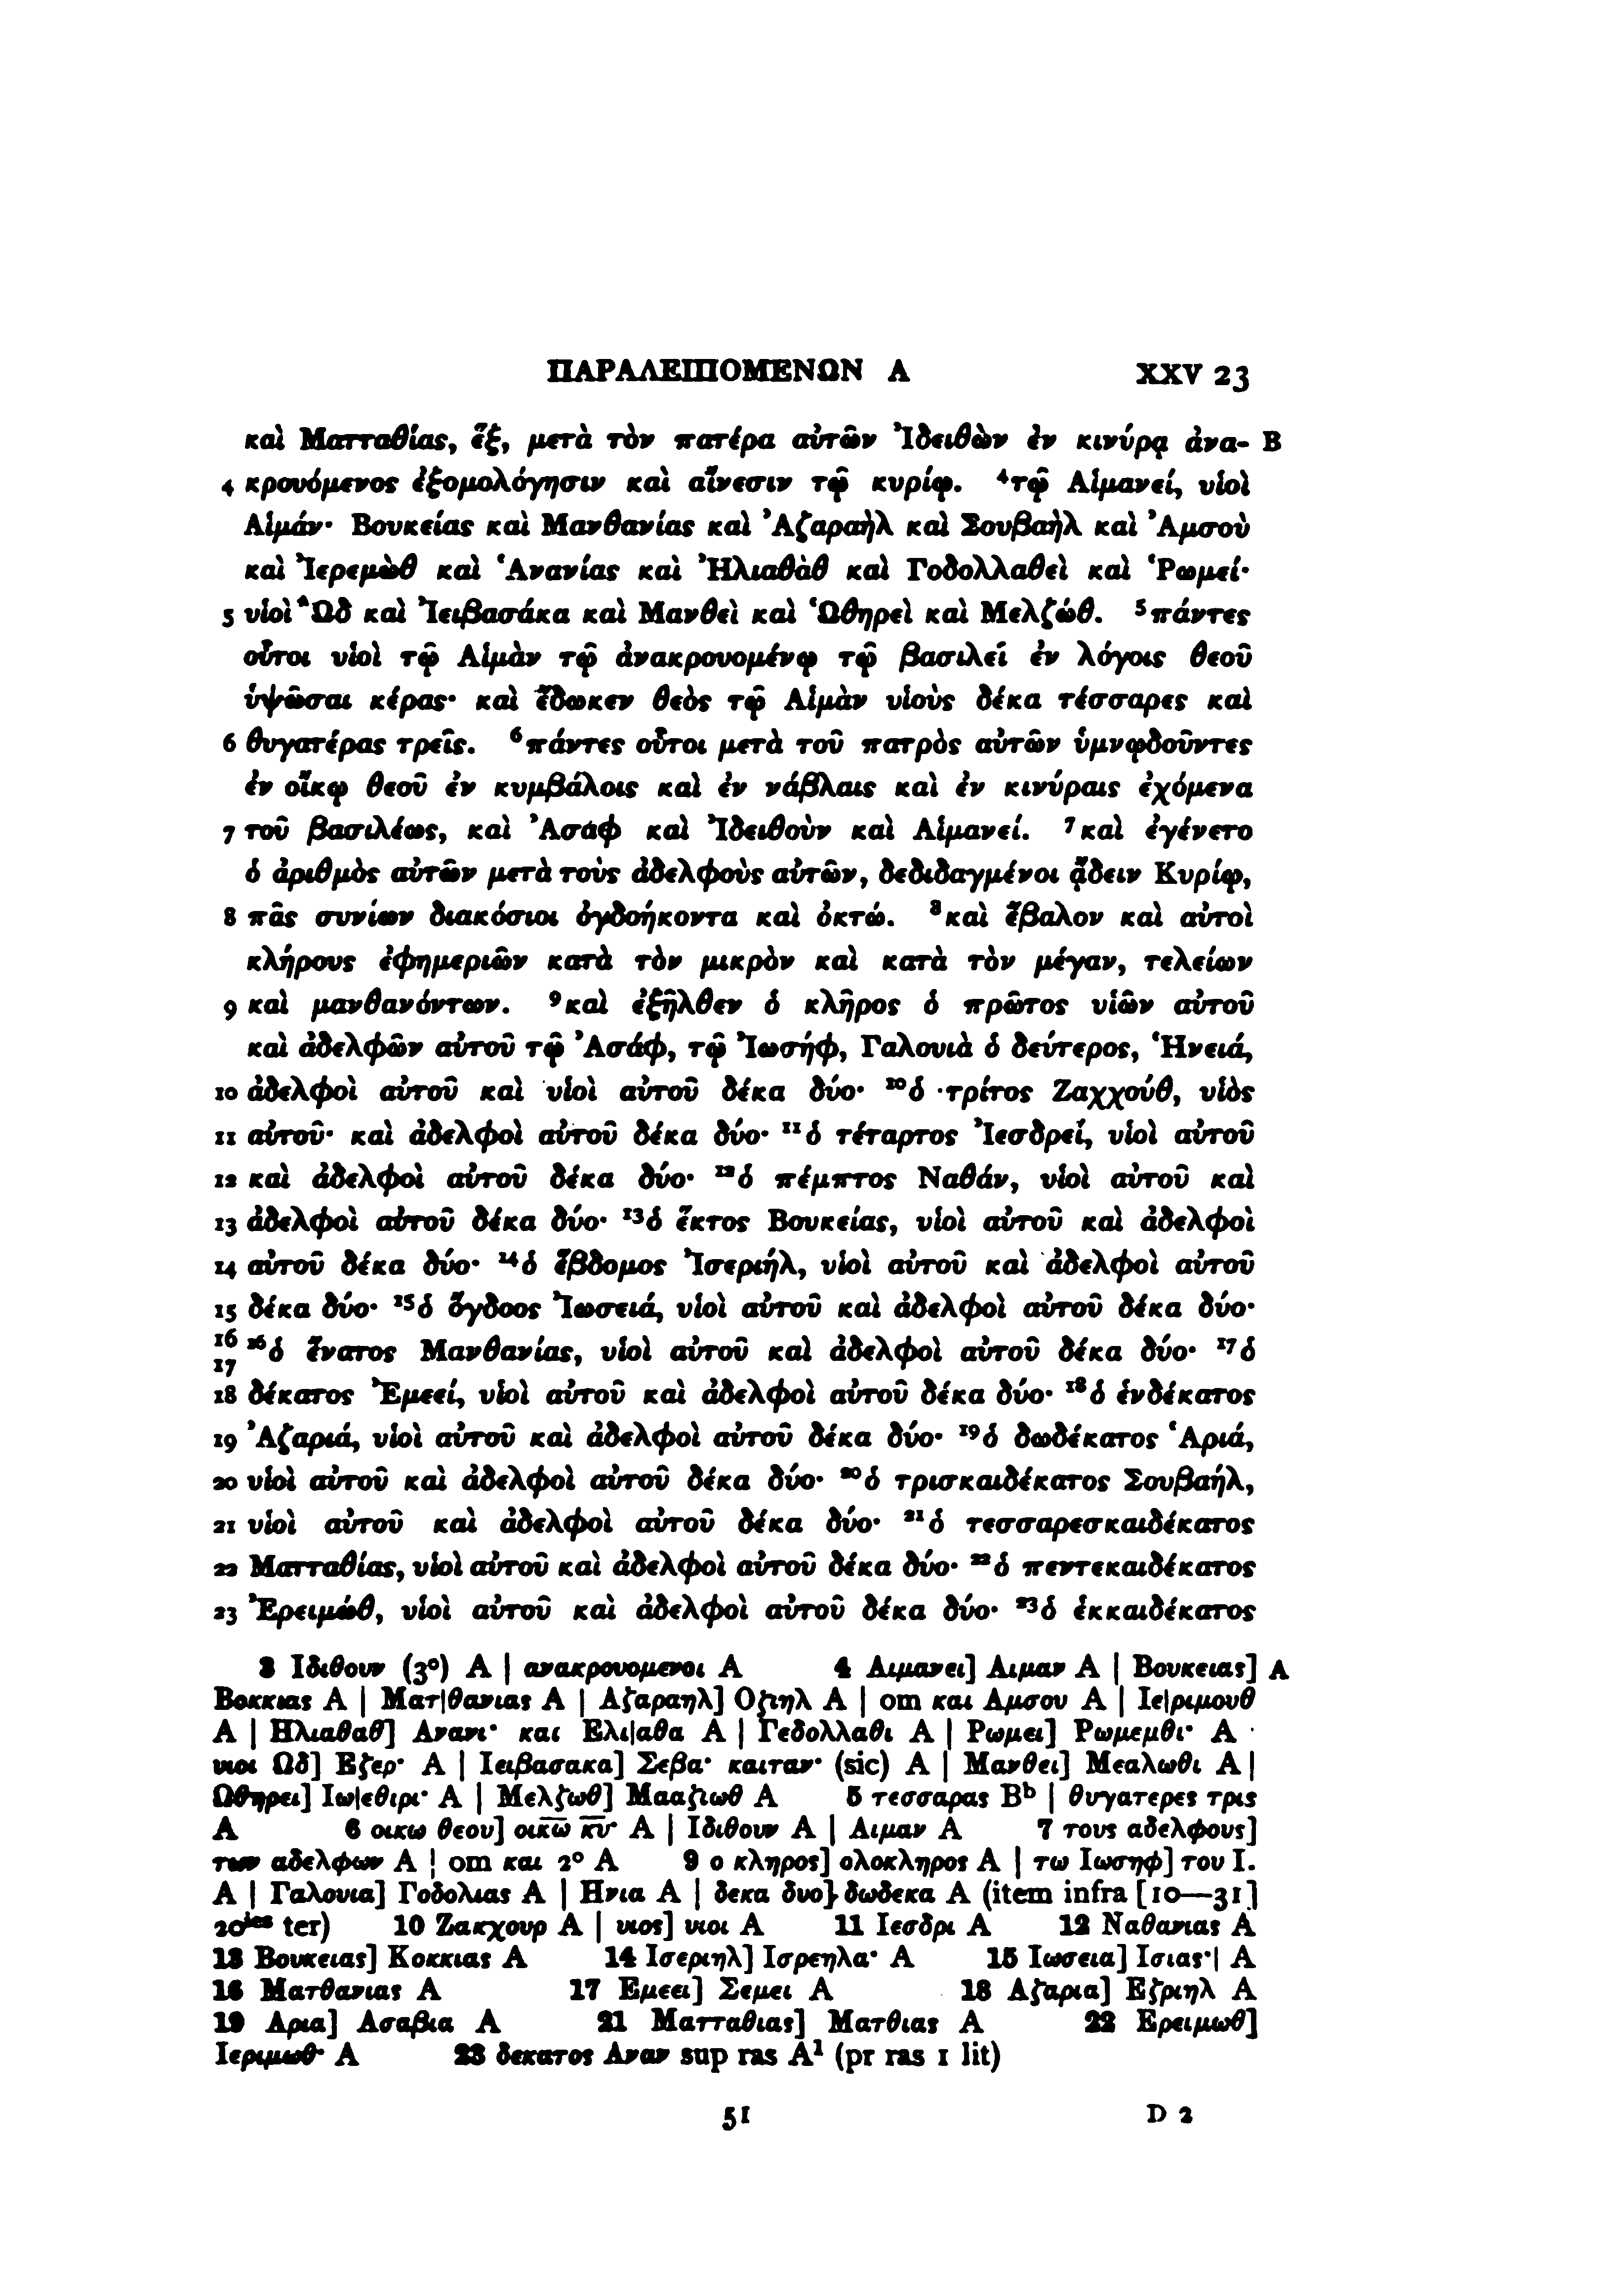 ΠΑΡΑΛΕΙΠΟΜΕΝΩΝ Α XXV 23
καὶ Ματταθίας, ἕξ, μετὰ τὸν πατέρα αὐτῶν Ἰδειθὼν ἐν κινύρᾳ ἀνα- B
4 κρουόμενος ἐξομολόγησιν καὶ αἴνεσιν τῷ κυρίῳ. ⁴τῷ Αἱμανεί, υἱοὶ
Αἱμάν· Βουκείας καὶ Μανθανίας καὶ Ἀζαραὴλ καὶ Σουβαὴλ καὶ Ἀμσοὺ
καὶ Ἰερεμὼθ καὶ Ἁνανίας καὶ Ἠλιαθὰθ καὶ Γοδολλαθεὶ καὶ Ῥωμεί·
5 υἱοὶ Ὢδ καὶ Ἰειβασάκα καὶ Μανθεὶ καὶ Ὡθηρεὶ καὶ Μελζώθ. ⁵πάντες
οὗτοι υἱοὶ τῷ Αἱμὰν τῷ ἀνακρουομένῳ τῷ βασιλεῖ ἐν λόγοις θεοῦ
ὑψῶσαι κέρας· καὶ ἔδωκεν θεὸς τῷ Αἱμὰν υἱοὺς δέκα τέσσαρες καὶ
6 θυγατέρας τρεῖς. ⁶πάντες οὗτοι μετὰ τοῦ πατρὸς αὐτῶν ὑμνῳδοῦντες
ἐν οἴκῳ θεοῦ ἐν κυμβάλοις καὶ ἐν νάβλαις καὶ ἐν κινύραις ἐχόμενα
7 τοῦ βασιλέως, καὶ Ἀσὰφ καὶ Ἰδειθοὺν καὶ Αἱμανεί. ⁷καὶ ἐγένετο
ὁ ἀριθμὸς αὐτῶν μετὰ τοὺς ἀδελφοὺς αὐτῶν, δεδιδαγμένοι ᾄδειν Κυρίῳ,
8 πᾶς συνίων διακόσιοι ὀγδοήκοντα καὶ ὀκτώ. ⁸καὶ ἔβαλον καὶ αὐτοὶ
κλήρους ἐφημεριῶν κατὰ τὸν μικρὸν καὶ κατὰ τὸν μέγαν, τελείων
9 καὶ μανθανόντων. ⁹καὶ ἐξῆλθεν ὁ κλῆρος ὁ πρῶτος υἱῶν αὐτοῦ
καὶ ἀδελφῶν αὐτοῦ τῷ Ἀσάφ, τῷ Ἰωσήφ, Γαλουιὰ ὁ δεύτερος, Ἡνειά,
10 ἀδελφοὶ αὐτοῦ καὶ υἱοὶ αὐτοῦ δέκα δύο· ¹⁰ὁ τρίτος Ζαχχούθ, υἱὸς
11 αὐτοῦ· καὶ ἀδελφοὶ αὐτοῦ δέκα δύο· ¹¹ὁ τέταρτος Ἰεσδρεί, υἱοὶ αὐτοῦ
12 καὶ ἀδελφοὶ αὐτοῦ δέκα δύο· ¹²ὁ πέμπτος Ναθάν, υἱοὶ αὐτοῦ καὶ
13 ἀδελφοὶ αὐτοῦ δέκα δύο· ¹³ὁ ἕκτος Βουκείας, υἱοὶ αὐτοῦ καὶ ἀδελφοὶ
14 αὐτοῦ δέκα δύο· ¹⁴ὁ ἕβδομος Ἰσεριήλ, υἱοὶ αὐτοῦ καὶ ἀδελφοὶ αὐτοῦ
15 δέκα δύο· ¹⁵ὁ ὄγδοος Ἰωσειά, υἱοὶ αὐτοῦ καὶ ἀδελφοὶ αὐτοῦ δέκα δύο·
16 17 ¹⁶ὁ ἔνατος Μανθανίας, υἱοὶ αὐτοῦ καὶ ἀδελφοὶ αὐτοῦ δέκα δύο· ¹⁷ὁ
18 δέκατος Ἐμεεί, υἱοὶ αὐτοῦ καὶ ἀδελφοὶ αὐτοῦ δέκα δύο· ¹⁸ὁ ἑνδέκατος
19 Ἀζαριά, υἱοὶ αὐτοῦ καὶ ἀδελφοὶ αὐτοῦ δέκα δύο· ¹⁹ὁ δωδέκατος Ἁριά,
20 υἱοὶ αὐτοῦ καὶ ἀδελφοὶ αὐτοῦ δέκα δύο· ²⁰ὁ τρισκαιδέκατος Σουβαήλ,
21 υἱοὶ αὐτοῦ καὶ ἀδελφοὶ αὐτοῦ δέκα δύο· ²¹ὁ τεσσαρεσκαιδέκατος
22 Ματταθίας, υἱοὶ αὐτοῦ καὶ ἀδελφοὶ αὐτοῦ δέκα δύο· ²²ὁ πεντεκαιδέκατος
23 Ἐρειμώθ, υἱοὶ αὐτοῦ καὶ ἀδελφοὶ αὐτοῦ δέκα δύο· ²³ὁ ἑκκαιδέκατος
3 Ιδιθουν (3°) A | ανακρουομενοι A 4 Αιμανει] Αιμαν A | Βουκειας] A
Βοκκιας A | Ματ|θανιας A | Αζαραηλ] Οζιηλ A | om και Αμσου A | Ιε|ριμουθ
A | Ηλιαθαθ] Ανανι· και Ελι|αθα A | Γεδολλαθι A | Ρωμει] Ρωμεμθι· A
υιοι Ωδ] Εζερ· A | Ιειβασακα] Σεβα· καιταν· (sic) A | Μανθει] Μεαλωθι A |
Ωθηρει] Ιω|εθιρι· A | Μελζωθ] Μααζιωθ A 5 τεσσαρας Bᵇ | θυγατερες τρις
A 6 οικω θεου] οικω̅ κ̅υ̅· A | Ιδιθουν A | Αιμαν A 7 τους αδελφους]
των αδελφων A | om και 2° A 9 ο κληρος] ολοκληρος A | τω Ιωσηφ] του Ι.
A | Γαλουια] Γοδολιας A | Ηνια A | δεκα δυο] δωδεκα A (item infra [10—31]
20ⁱᵉˢ ter) 10 Ζακχουρ A | υιος] υιοι A 11 Ιεσδρι A 12 Ναθανιας A
13 Βουκειας] Κοκκιας A 14 Ισεριηλ] Ισρεηλα· A 15 Ιωσεια] Ισιας·| A
16 Ματθανιας A 17 Εμεει] Σεμει A 18 Αζαρια] Εζριηλ A
19 Αρια] Ασαβια A 21 Ματταθιας] Ματθιας A 22 Ερειμωθ]
Ιεριμωθ· A 23 δεκατος Αναν sup ras A¹ (pr ras 1 lit)
51 D 2